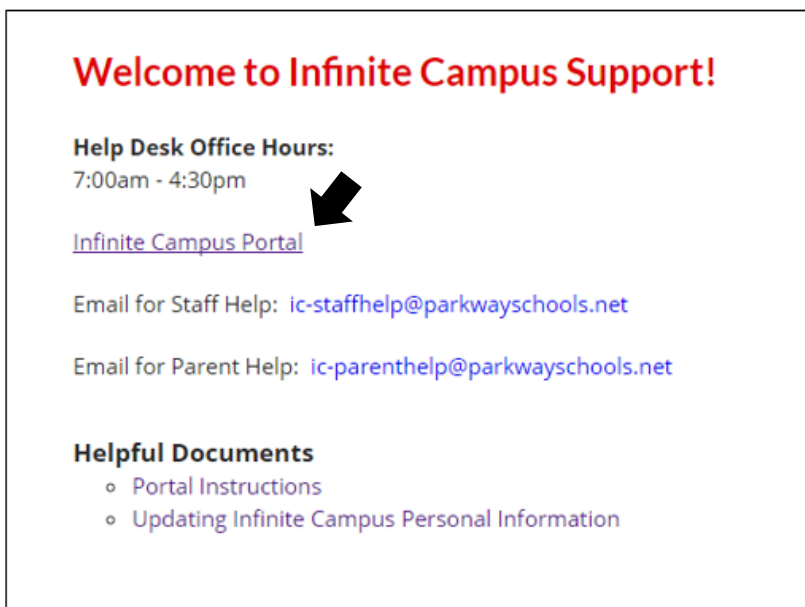 Welcome to Infinite Campus Support!
Help Desk Office Hours:
7:00am - 4:30pm
Infinite Campus Portal
Email for Staff Help: ic-staffhelp@parkwayschools.net
Email for Parent Help: ic-parenthelp@parkwayschools.net
Helpful Documents
Portal Instructions
Updating Infinite Campus Personal Information